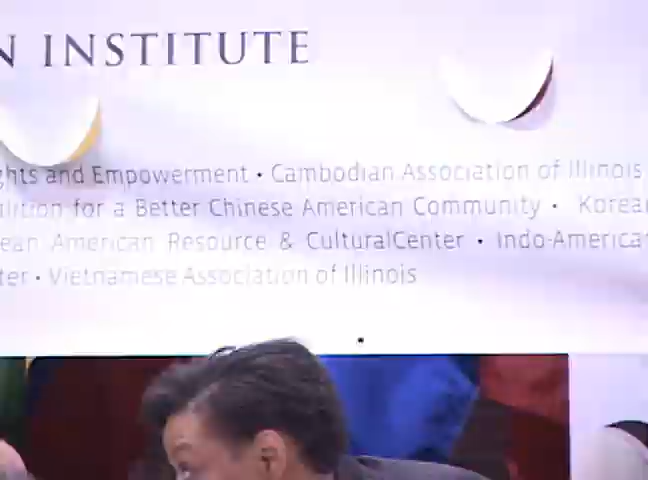 N INSTITUTE
ghts and Empowerment • Cambodian Association of Illinois
alition for a Better Chinese American Community • Korea
ean American Resource & CulturalCenter • Indo-America
ter • Vietnamese Association of Illinois